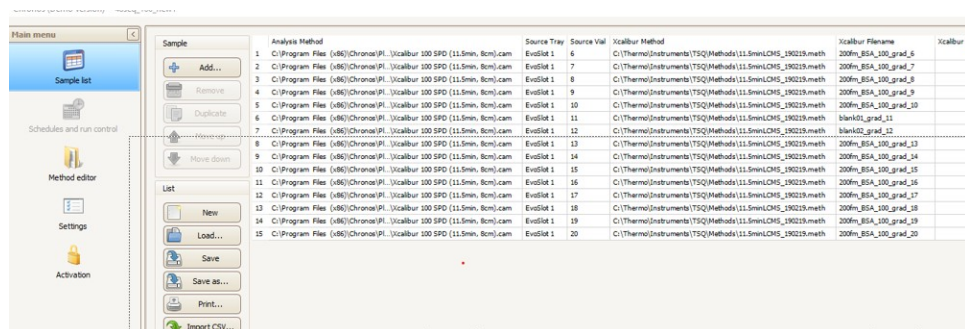 Main menu
Sample list
Schedules and run control
Method editor
Settings
Activation
Sample
Add...
Remove
Duplicate
Move up
Move down
List
New
Load...
Save
Save as...
Print...
Import CSV...
Analysis Method Source Tray Source Vial Xcalibur Method Xcalibur Filename Xcalibur
1 C:\Program Files (x86)\Chronos\Pl...\Xcalibur 100 SPD (11.5min, 8cm).cam EvoSlot 1 6 C:\Thermo\Instruments\TSQ\Methods\11.5minLCMS_190219.meth 200fm_BSA_100_grad_6
2 C:\Program Files (x86)\Chronos\Pl...\Xcalibur 100 SPD (11.5min, 8cm).cam EvoSlot 1 7 C:\Thermo\Instruments\TSQ\Methods\11.5minLCMS_190219.meth 200fm_BSA_100_grad_7
3 C:\Program Files (x86)\Chronos\Pl...\Xcalibur 100 SPD (11.5min, 8cm).cam EvoSlot 1 8 C:\Thermo\Instruments\TSQ\Methods\11.5minLCMS_190219.meth 200fm_BSA_100_grad_8
4 C:\Program Files (x86)\Chronos\Pl...\Xcalibur 100 SPD (11.5min, 8cm).cam EvoSlot 1 9 C:\Thermo\Instruments\TSQ\Methods\11.5minLCMS_190219.meth 200fm_BSA_100_grad_9
5 C:\Program Files (x86)\Chronos\Pl...\Xcalibur 100 SPD (11.5min, 8cm).cam EvoSlot 1 10 C:\Thermo\Instruments\TSQ\Methods\11.5minLCMS_190219.meth 200fm_BSA_100_grad_10
6 C:\Program Files (x86)\Chronos\Pl...\Xcalibur 100 SPD (11.5min, 8cm).cam EvoSlot 1 11 C:\Thermo\Instruments\TSQ\Methods\11.5minLCMS_190219.meth blank01_grad_11
7 C:\Program Files (x86)\Chronos\Pl...\Xcalibur 100 SPD (11.5min, 8cm).cam EvoSlot 1 12 C:\Thermo\Instruments\TSQ\Methods\11.5minLCMS_190219.meth blank02_grad_12
8 C:\Program Files (x86)\Chronos\Pl...\Xcalibur 100 SPD (11.5min, 8cm).cam EvoSlot 1 13 C:\Thermo\Instruments\TSQ\Methods\11.5minLCMS_190219.meth 200fm_BSA_100_grad_13
9 C:\Program Files (x86)\Chronos\Pl...\Xcalibur 100 SPD (11.5min, 8cm).cam EvoSlot 1 14 C:\Thermo\Instruments\TSQ\Methods\11.5minLCMS_190219.meth 200fm_BSA_100_grad_14
10 C:\Program Files (x86)\Chronos\Pl...\Xcalibur 100 SPD (11.5min, 8cm).cam EvoSlot 1 15 C:\Thermo\Instruments\TSQ\Methods\11.5minLCMS_190219.meth 200fm_BSA_100_grad_15
11 C:\Program Files (x86)\Chronos\Pl...\Xcalibur 100 SPD (11.5min, 8cm).cam EvoSlot 1 16 C:\Thermo\Instruments\TSQ\Methods\11.5minLCMS_190219.meth 200fm_BSA_100_grad_16
12 C:\Program Files (x86)\Chronos\Pl...\Xcalibur 100 SPD (11.5min, 8cm).cam EvoSlot 1 17 C:\Thermo\Instruments\TSQ\Methods\11.5minLCMS_190219.meth 200fm_BSA_100_grad_17
13 C:\Program Files (x86)\Chronos\Pl...\Xcalibur 100 SPD (11.5min, 8cm).cam EvoSlot 1 18 C:\Thermo\Instruments\TSQ\Methods\11.5minLCMS_190219.meth 200fm_BSA_100_grad_18
14 C:\Program Files (x86)\Chronos\Pl...\Xcalibur 100 SPD (11.5min, 8cm).cam EvoSlot 1 19 C:\Thermo\Instruments\TSQ\Methods\11.5minLCMS_190219.meth 200fm_BSA_100_grad_19
15 C:\Program Files (x86)\Chronos\Pl...\Xcalibur 100 SPD (11.5min, 8cm).cam EvoSlot 1 20 C:\Thermo\Instruments\TSQ\Methods\11.5minLCMS_190219.meth 200fm_BSA_100_grad_20